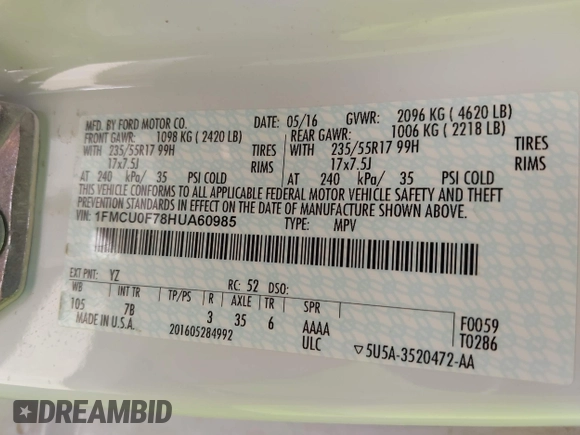 MFD. BY FORD MOTOR CO.
DATE: 05/16 GVWR: 2096 KG ( 4620 LB)
FRONT GAWR: 1098 KG ( 2420 LB) REAR GAWR: 1006 KG ( 2218 LB)
WITH 235/55R17 99H TIRES WITH 235/55R17 99H TIRES
17x7.5J RIMS 17x7.5J RIMS
AT 240 kPa/ 35 PSI COLD AT 240 kPa/ 35 PSI COLD
THIS VEHICLE CONFORMS TO ALL APPLICABLE FEDERAL MOTOR VEHICLE SAFETY AND THEFT
PREVENTION STANDARDS IN EFFECT ON THE DATE OF MANUFACTURE SHOWN ABOVE.
VIN: 1FMCU0F78HUA60985 TYPE: MPV
EXT PNT: YZ RC: 52 DSO:
WB INT TR TP/PS R AXLE TR SPR
105 7B 3 35 6 AAAA F0059
MADE IN U.S.A. 201605284992 ULC ▽5U5A-3520472-AA T0286
DREAMBID